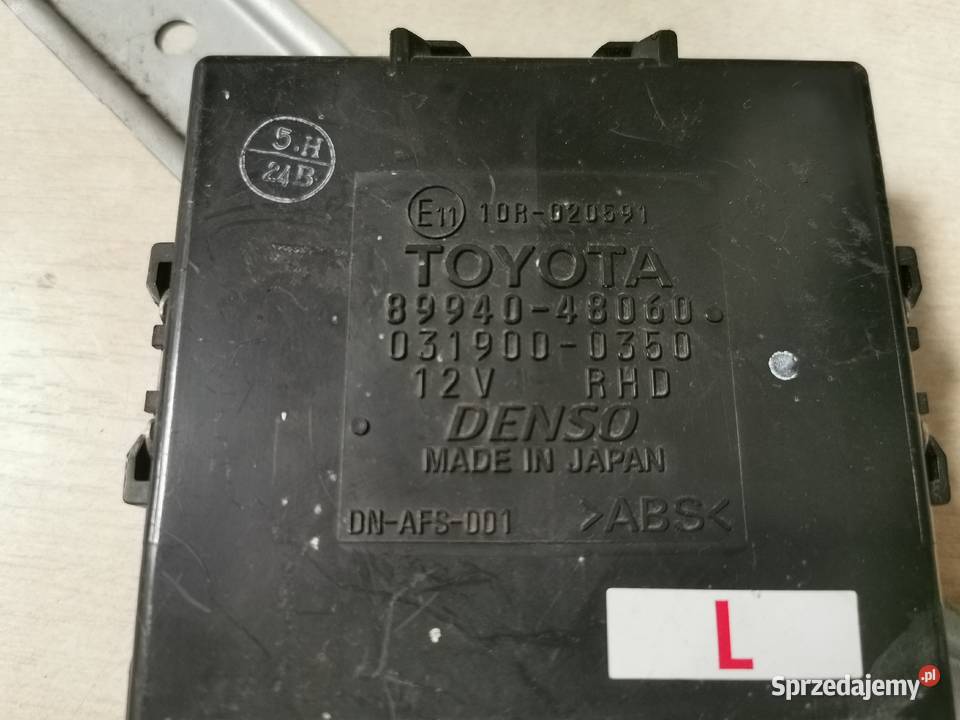 5.H
24B
E11 10R-020591
TOYOTA
89940-48060
031900-0350
12V RHD
DENSO
MADE IN JAPAN
DN-AFS-001 >ABS<
L
Sprzedajemy.pl